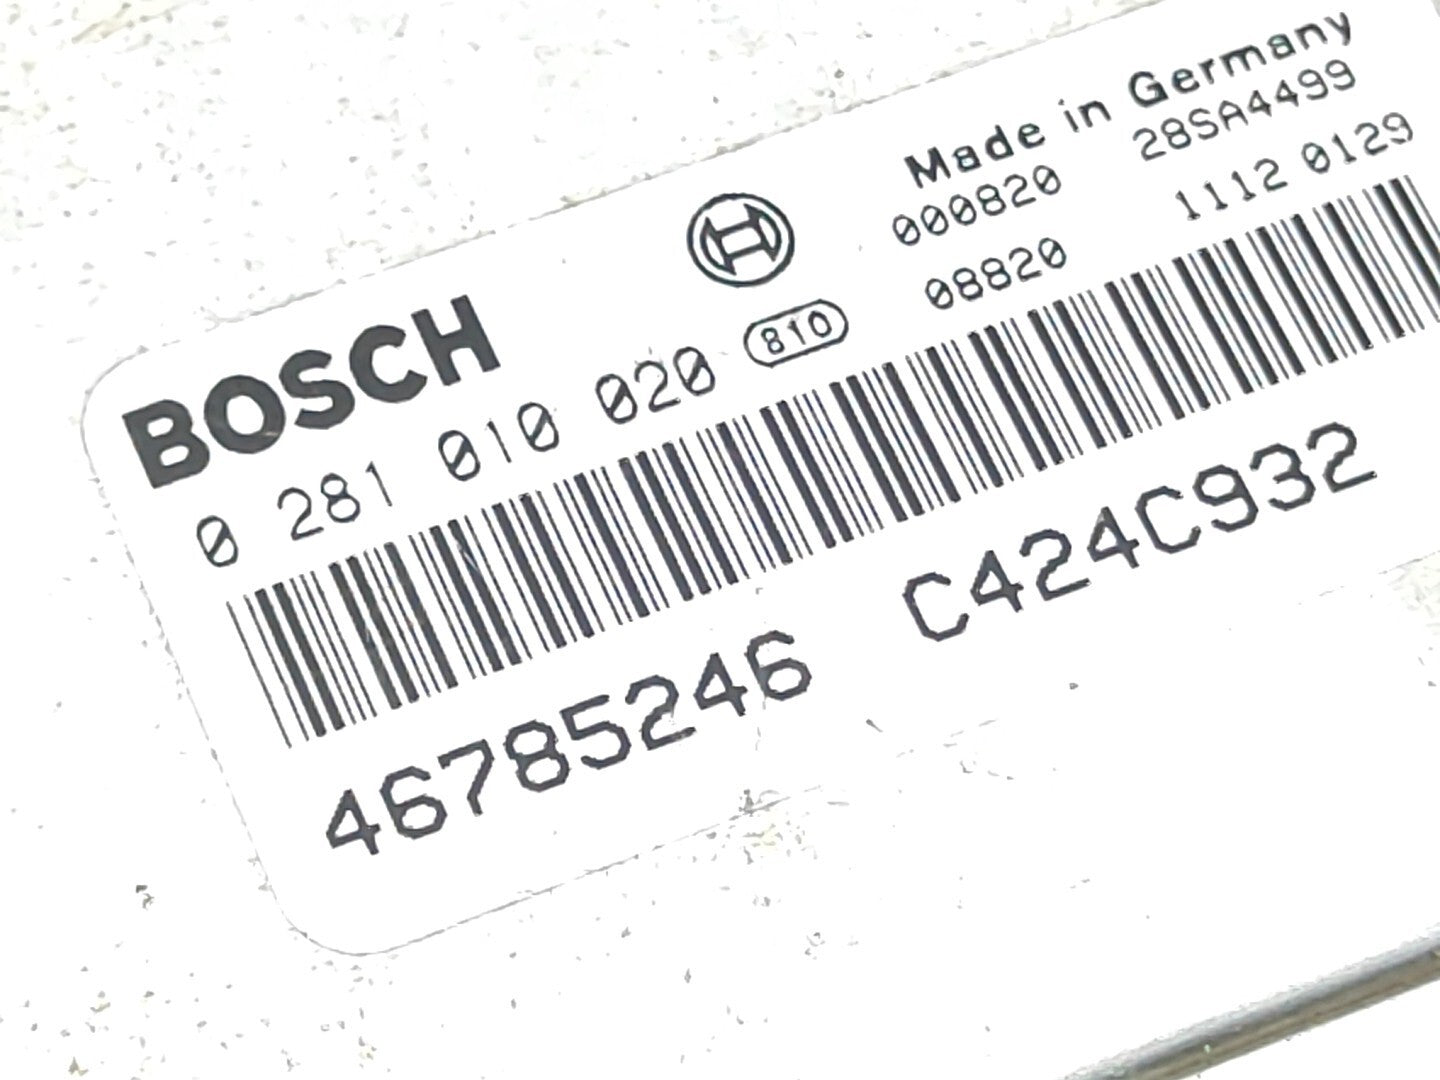 Made in Germany
000820 28SA4499
08820 1112 0129
BOSCH
0 281 010 020 810
46785246 C424C932